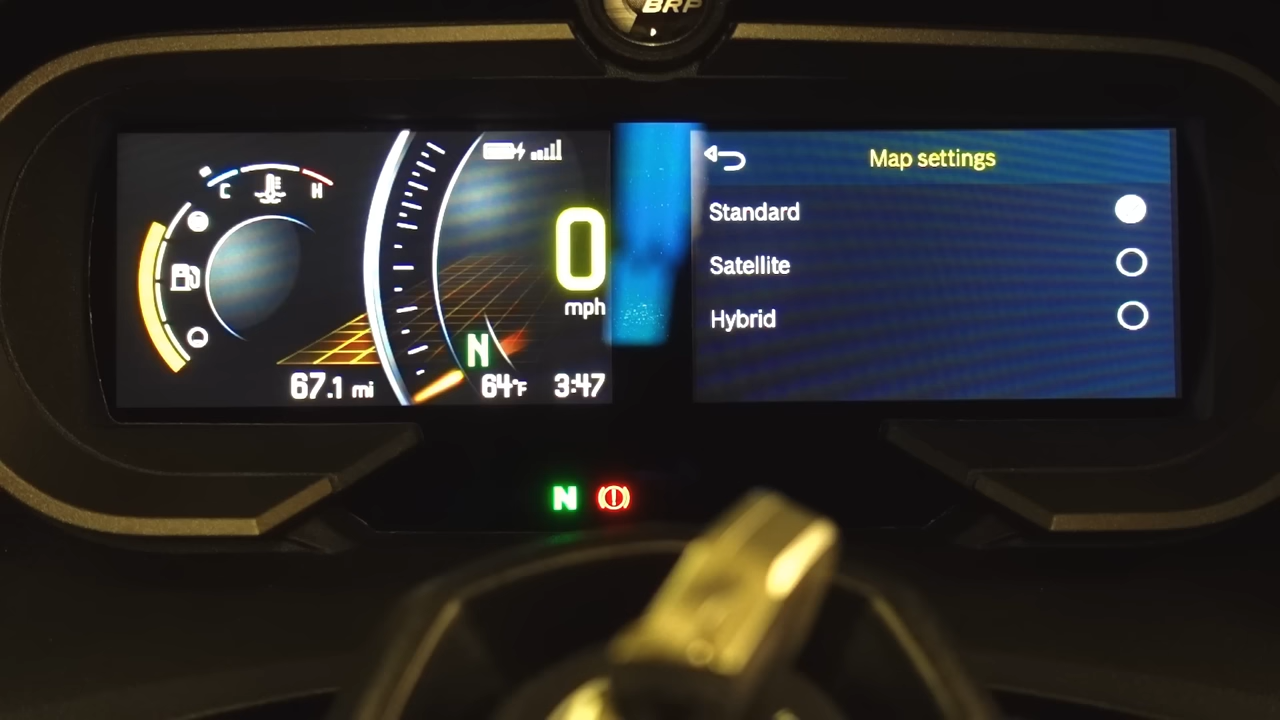 BRP
C H
0
mph
N
67.1 mi
64°F
3:47
Map settings
Standard
Satellite
Hybrid
N